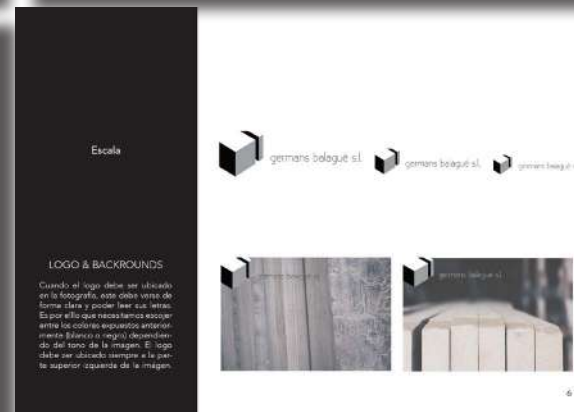 Escala
LOGO & BACKROUNDS
Cuando el logo debe ser ubicado
en la fotografía, este debe verse de
forma clara y poder leer sus letras.
Es por ello que necesitamos escojer
entre los colores expuestos anterior-
mente (blanco o negro) dependien-
do del tono de la imagen. El logo
debe ser ubicado siempre a la par-
te superior izquierda de la imágen.
germans balagué s.l.
germans balagué s.l.
germans balagué
germans balagué s.l.
germans balagué s.l.
6